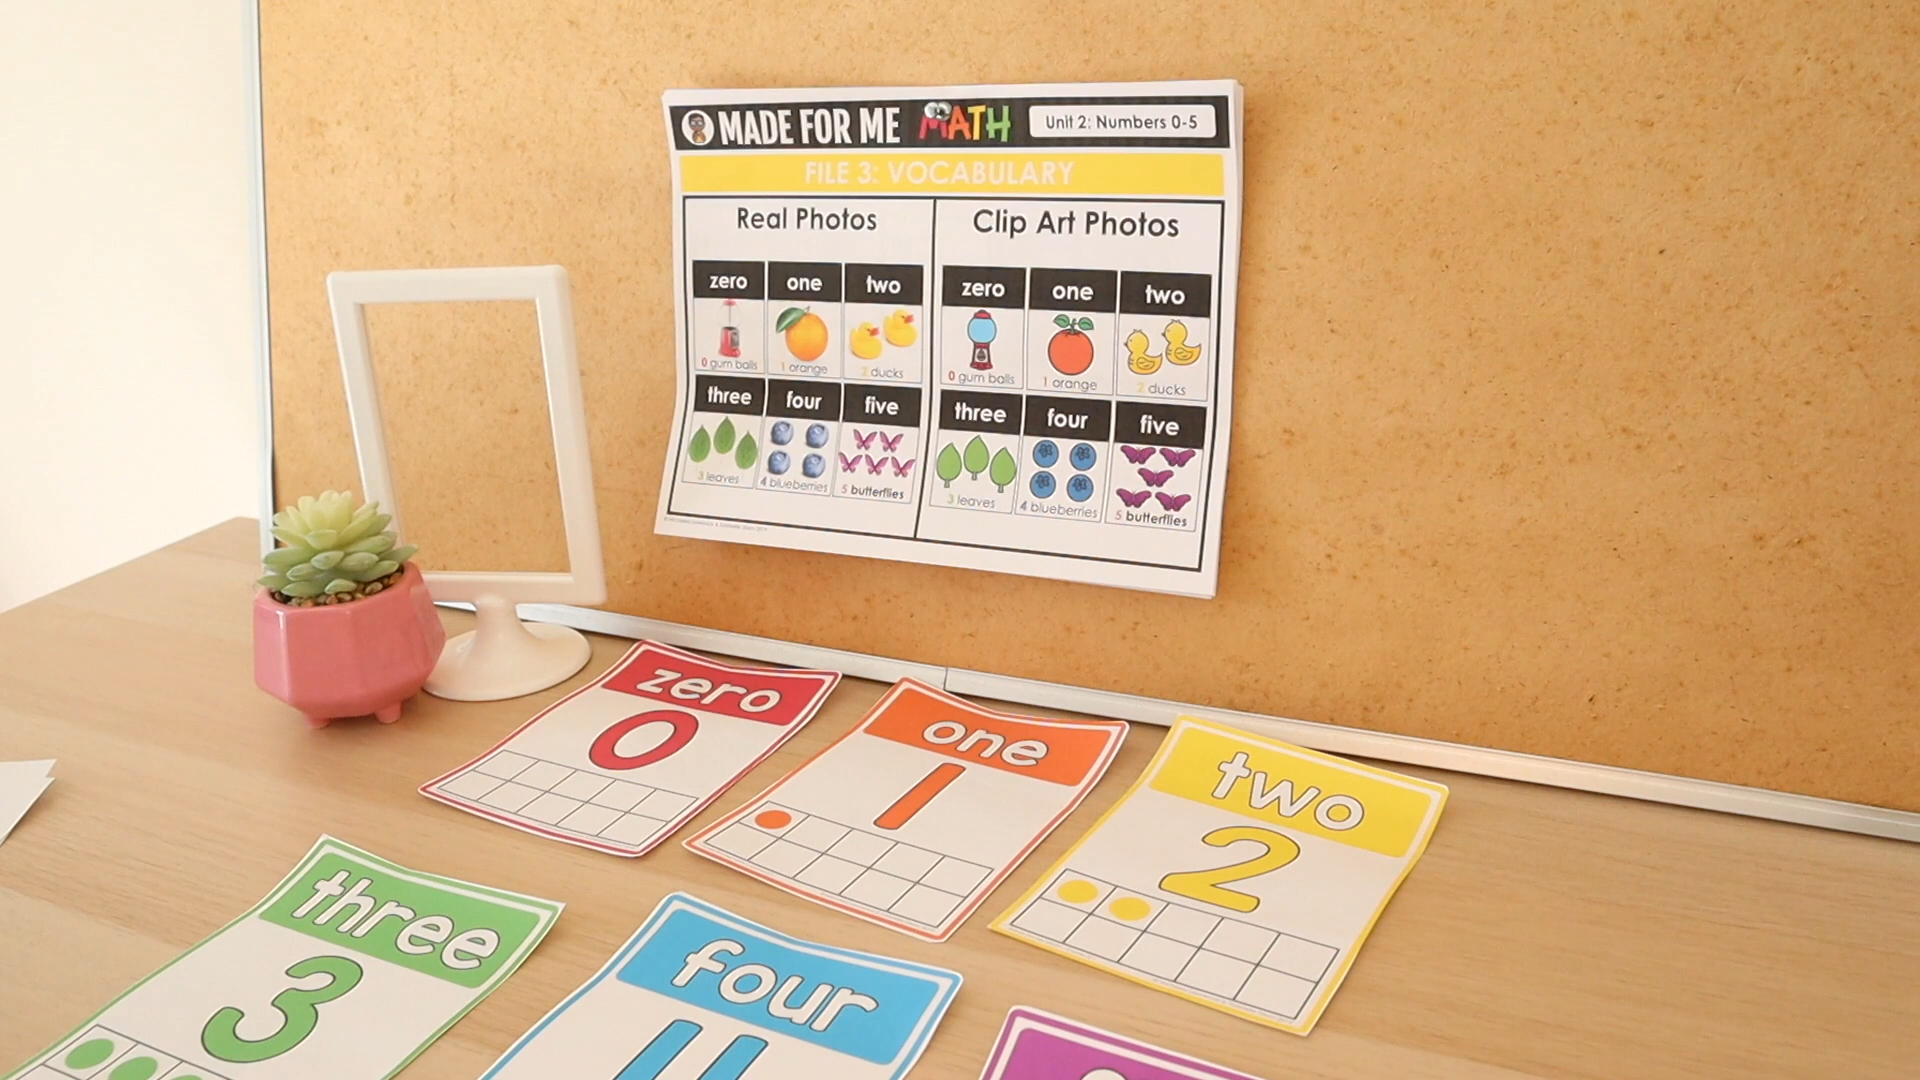 MADE FOR ME MATH
Unit 2: Numbers 0-5
FILE 3: VOCABULARY
Real Photos
zero one two
0 gum balls 1 orange 2 ducks
three four five
3 leaves 4 blueberries 5 butterflies
Clip Art Photos
zero one two
0 gum balls 1 orange 2 ducks
three four five
3 leaves 4 blueberries 5 butterflies
zero
0
one
1
two
2
three
3
four
4